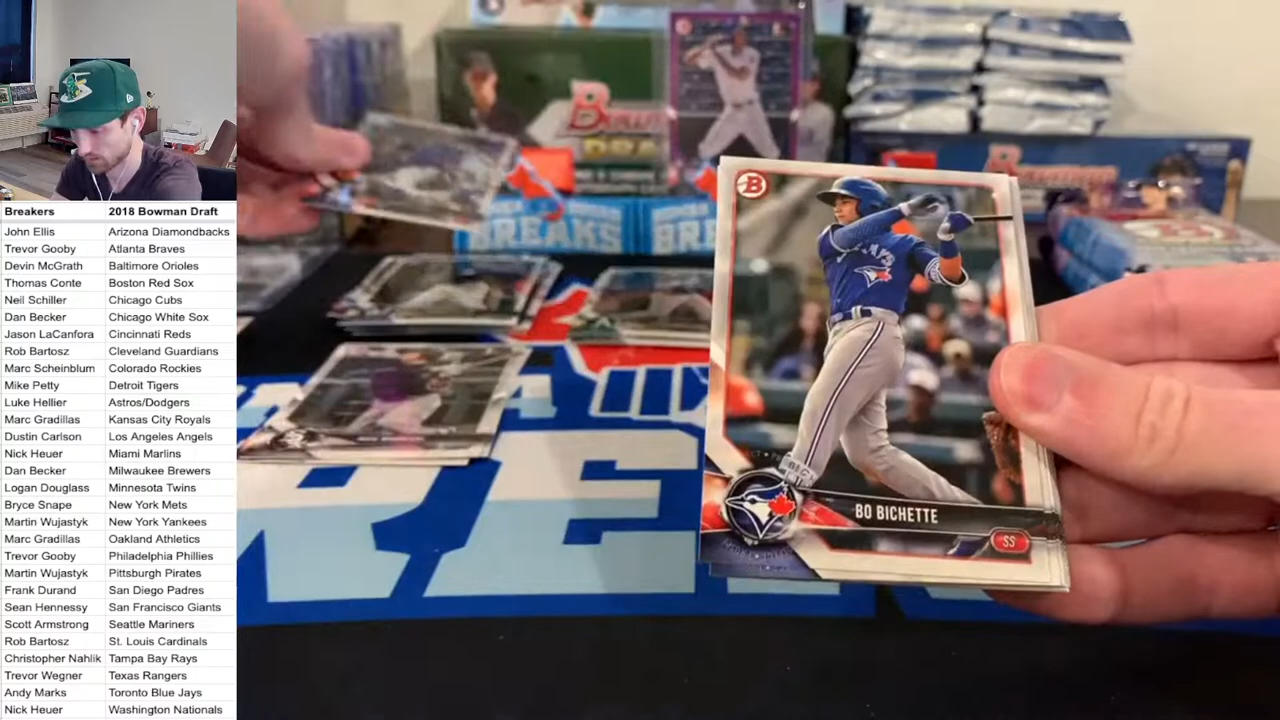 Breakers 2018 Bowman Draft
John Ellis Arizona Diamondbacks
Trevor Gooby Atlanta Braves
Devin McGrath Baltimore Orioles
Thomas Conte Boston Red Sox
Neil Schiller Chicago Cubs
Dan Becker Chicago White Sox
Jason LaCanfora Cincinnati Reds
Rob Bartosz Cleveland Guardians
Marc Scheinblum Colorado Rockies
Mike Petty Detroit Tigers
Luke Hellier Astros/Dodgers
Marc Gradillas Kansas City Royals
Dustin Carlson Los Angeles Angels
Nick Heuer Miami Marlins
Dan Becker Milwaukee Brewers
Logan Douglass Minnesota Twins
Bryce Snape New York Mets
Martin Wujastyk New York Yankees
Marc Gradillas Oakland Athletics
Trevor Gooby Philadelphia Phillies
Martin Wujastyk Pittsburgh Pirates
Frank Durand San Diego Padres
Sean Hennessy San Francisco Giants
Scott Armstrong Seattle Mariners
Rob Bartosz St. Louis Cardinals
Christopher Nahlik Tampa Bay Rays
Trevor Wegner Texas Rangers
Andy Marks Toronto Blue Jays
Nick Heuer Washington Nationals
Bowman
DRAFT
Bowman
BREAKS
BRE
B
BO BICHETTE
SS